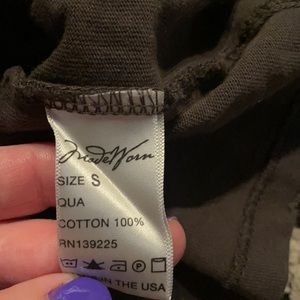 MadeWorn
SIZE S
QUA
COTTON 100%
RN139225
IN THE USA